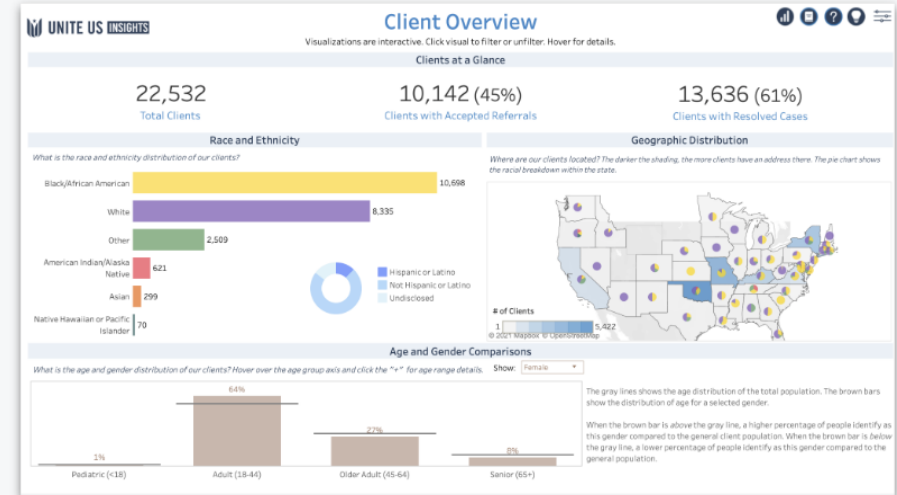 UNITE US INSIGHTS
Client Overview
Visualizations are interactive. Click visual to filter or unfilter. Hover for details.
Clients at a Glance
22,532
Total Clients
10,142 (45%)
Clients with Accepted Referrals
13,636 (61%)
Clients with Resolved Cases
Race and Ethnicity
What is the race and ethnicity distribution of our clients?
Black/African American
10,698
White
8,335
Other
2,509
American Indian/Alaska
Native
621
Asian
299
Native Hawaiian or Pacific
Islander
70
Hispanic or Latino
Not Hispanic or Latino
Undisclosed
Geographic Distribution
Where are our clients located? The darker the shading, the more clients have an address there. The pie chart shows
the racial breakdown within the state.
# of Clients
1
5,422
© 2021 Mapbox © OpenStreetMap
Age and Gender Comparisons
What is the age and gender distribution of our clients? Hover over the age group axis and click the "+" for age range details.
Show: Female
1%
64%
27%
8%
Pediatric (<18)
Adult (18-44)
Older Adult (45-64)
Senior (65+)
The gray lines shows the age distribution of the total population. The brown bars
show the distribution of age for a selected gender.
When the brown bar is above the gray line, a higher percentage of people identify as
this gender compared to the general client population. When the brown bar is below
the gray line, a lower percentage of people identify as this gender compared to the
general population.